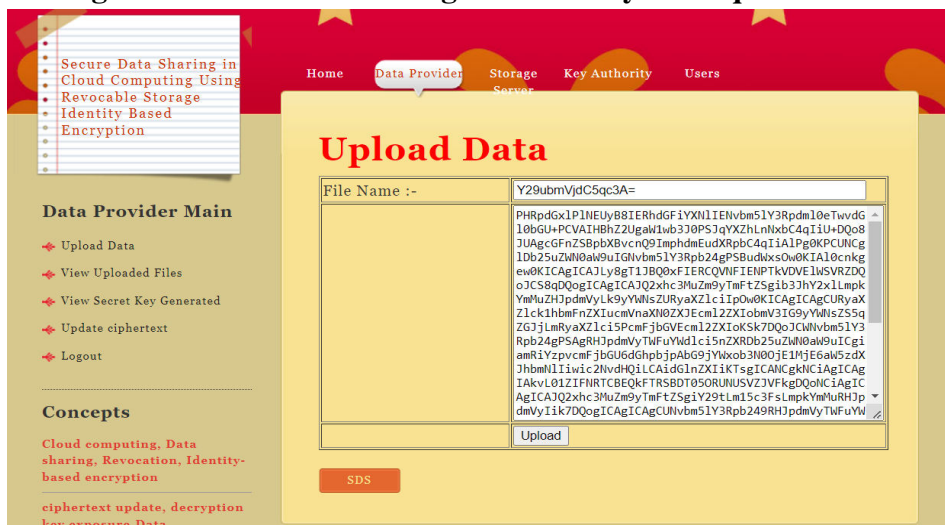 Secure Data Sharing in
Cloud Computing Using
Revocable Storage
Identity Based
Encryption
Home
Data Provider
Storage
Server
Key Authority
Users
Upload Data
File Name :-
Y29ubmVjdC5qc3A=
PHRpdGxlPlNEUyB8IERhdGFiYXNlIENvbm5lY3Rpdml0eTwvdG
l0bGU+PCVAIHBhZ2UgaW1wb3J0PSJqYXZhLnNxbC4qIiU+DQo8
JUAgcGFnZSBpbXBvcnQ9ImphdmEudXRpbC4qIiAlPg0KPCUNCg
lDb25uZWN0aW9uIGNvbm5lY3Rpb24gPSBudWxsOw0KIAl0cnkg
ew0KICAgICAJLy8gT1JBQ0xFIERCQVNFIENPTkVDVElWSVRZDQ
oJCS8qDQogICAgICAJQ2xhc3MuZm9yTmFtZSgib3JhY2xlLmpk
YmMuZHJpdmVyLk9yYWNsZURyaXZlciIpOw0KICAgICAgCURyaX
Zlck1hbmFnZXIucmVnaXN0ZXJEcml2ZXIobmV3IG9yYWNsZS5q
ZGJjLmRyaXZlci5PcmFjbGVEcml2ZXIoKSk7DQoJCWNvbm5lY3
Rpb24gPSAgRHJpdmVyTWFuYWdlci5nZXRDb25uZWN0aW9uICgi
amRiYzpvcmFjbGU6dGhpbjpAbG9jYWxob3N0OjE1MjE6aW5zdX
JhbmNlIiwic2NvdHQiLCAidGlnZXIiKTsgICANCgkNCiAgICAg
IAkvL01ZIFNRTCBEQkFTRSBDT05ORUNUSVZJVFkgDQoNCiAgIC
AgICAJQ2xhc3MuZm9yTmFtZSgiY29tLm15c3FsLmpkYmMuRHJp
dmVyIik7DQogICAgICAgCUNvbm5lY3Rpb249RHJpdmVyTWFuYW
Upload
SDS
Data Provider Main
Upload Data
View Uploaded Files
View Secret Key Generated
Update ciphertext
Logout
Concepts
Cloud computing, Data
sharing, Revocation, Identity-
based encryption
ciphertext update, decryption
key exposure Data